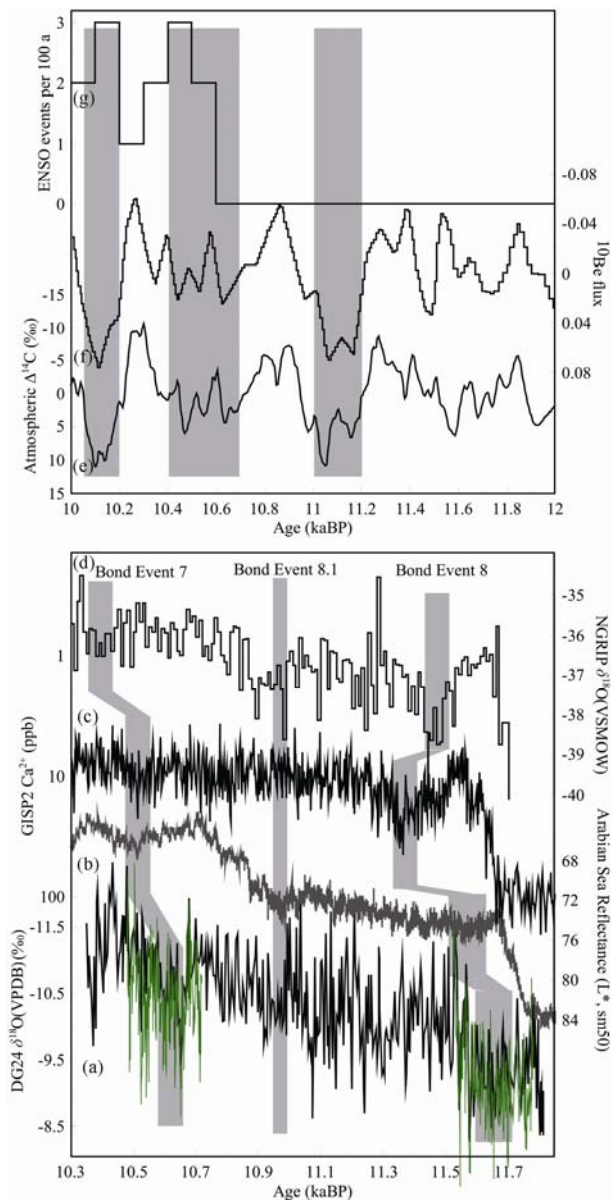 3
2
1
0
ENSO events per 100 a
(g)
-0.08
-0.04
0
0.04
0.08
¹⁰Be flux
-15
-10
-5
0
5
10
15
Atmospheric Δ¹⁴C (‰)
(f)
(e)
10 10.2 10.4 10.6 10.8 11 11.2 11.4 11.6 11.8 12
Age (kaBP)
(d)
Bond Event 7 Bond Event 8.1 Bond Event 8
1
10
100
GISP2 Ca²⁺ (ppb)
(c)
-35
-36
-37
-38
-39
-40
NGRIP δ¹⁸O(VSMOW)
(b)
68
72
76
80
84
Arabian Sea Reflectance (L*, sm50)
-11.5
-10.5
-9.5
-8.5
DG24 δ¹⁸O(VPDB)(‰)
(a)
10.3 10.5 10.7 10.9 11.1 11.3 11.5 11.7
Age (kaBP)